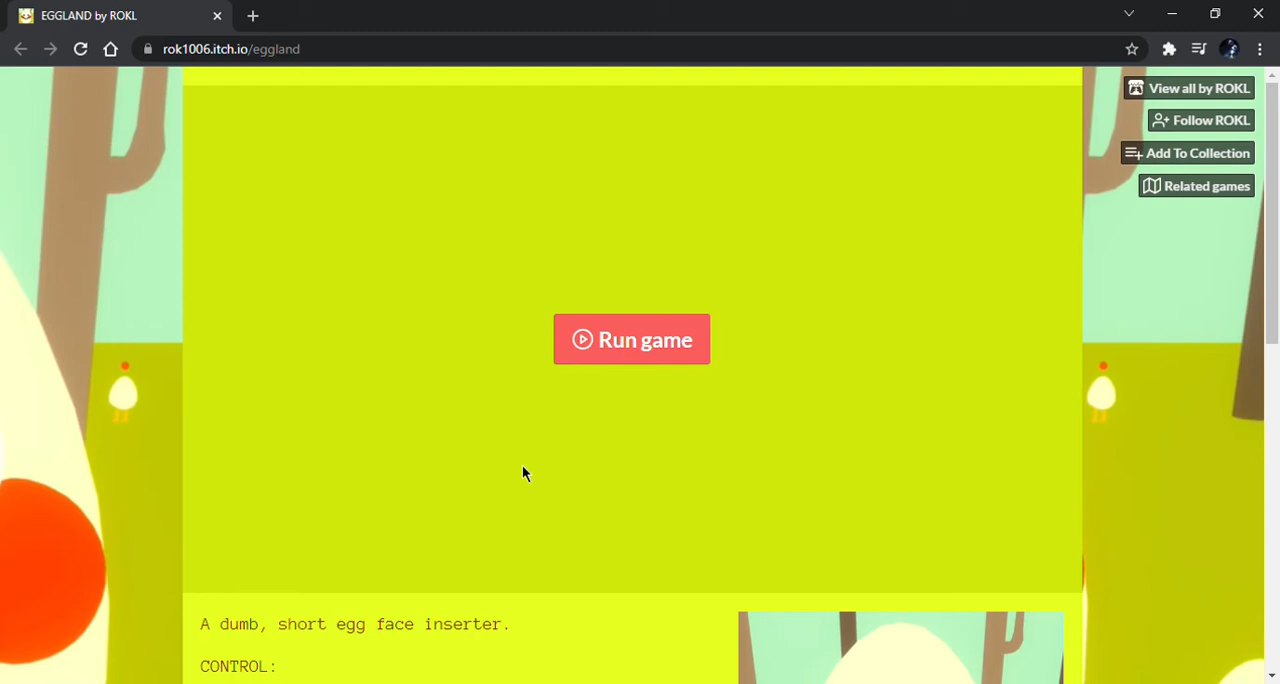 EGGLAND by ROKL
rok1006.itch.io/eggland
View all by ROKL
Follow ROKL
Add To Collection
Related games
Run game
A dumb, short egg face inserter.
CONTROL: